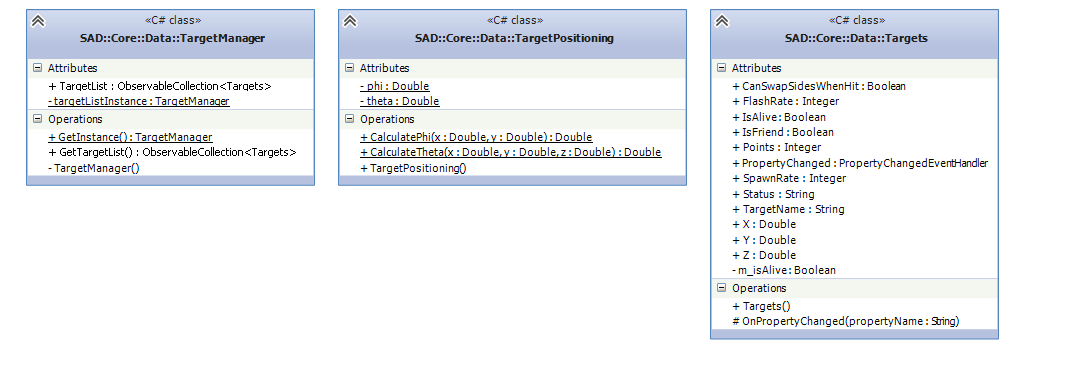 «C# class»
SAD::Core::Data::TargetManager
Attributes
+ TargetList : ObservableCollection<Targets>
- targetListInstance : TargetManager
Operations
+ GetInstance() : TargetManager
+ GetTargetList() : ObservableCollection<Targets>
- TargetManager()
«C# class»
SAD::Core::Data::TargetPositioning
Attributes
- phi : Double
- theta : Double
Operations
+ CalculatePhi(x : Double, y : Double) : Double
+ CalculateTheta(x : Double, y : Double, z : Double) : Double
+ TargetPositioning()
«C# class»
SAD::Core::Data::Targets
Attributes
+ CanSwapSidesWhenHit : Boolean
+ FlashRate : Integer
+ IsAlive : Boolean
+ IsFriend : Boolean
+ Points : Integer
+ PropertyChanged : PropertyChangedEventHandler
+ SpawnRate : Integer
+ Status : String
+ TargetName : String
+ X : Double
+ Y : Double
+ Z : Double
- m_isAlive : Boolean
Operations
+ Targets()
# OnPropertyChanged(propertyName : String)